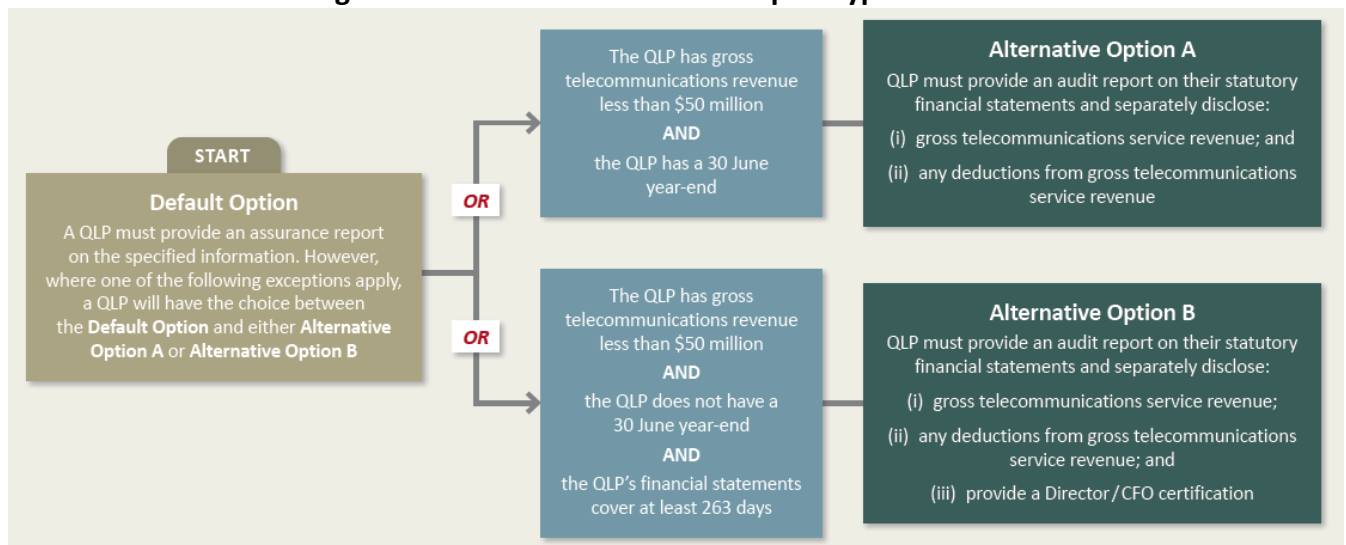 START
Default Option
A QLP must provide an assurance report
on the specified information. However,
where one of the following exceptions apply,
a QLP will have the choice between
the Default Option and either Alternative
Option A or Alternative Option B
OR
The QLP has gross
telecommunications revenue
less than $50 million
AND
the QLP has a 30 June
year-end
Alternative Option A
QLP must provide an audit report on their statutory
financial statements and separately disclose:
(i) gross telecommunications service revenue; and
(ii) any deductions from gross telecommunications
service revenue
OR
The QLP has gross
telecommunications revenue
less than $50 million
AND
the QLP does not have a
30 June year-end
AND
the QLP's financial statements
cover at least 263 days
Alternative Option B
QLP must provide an audit report on their statutory
financial statements and separately disclose:
(i) gross telecommunications service revenue;
(ii) any deductions from gross telecommunications
service revenue; and
(iii) provide a Director/CFO certification